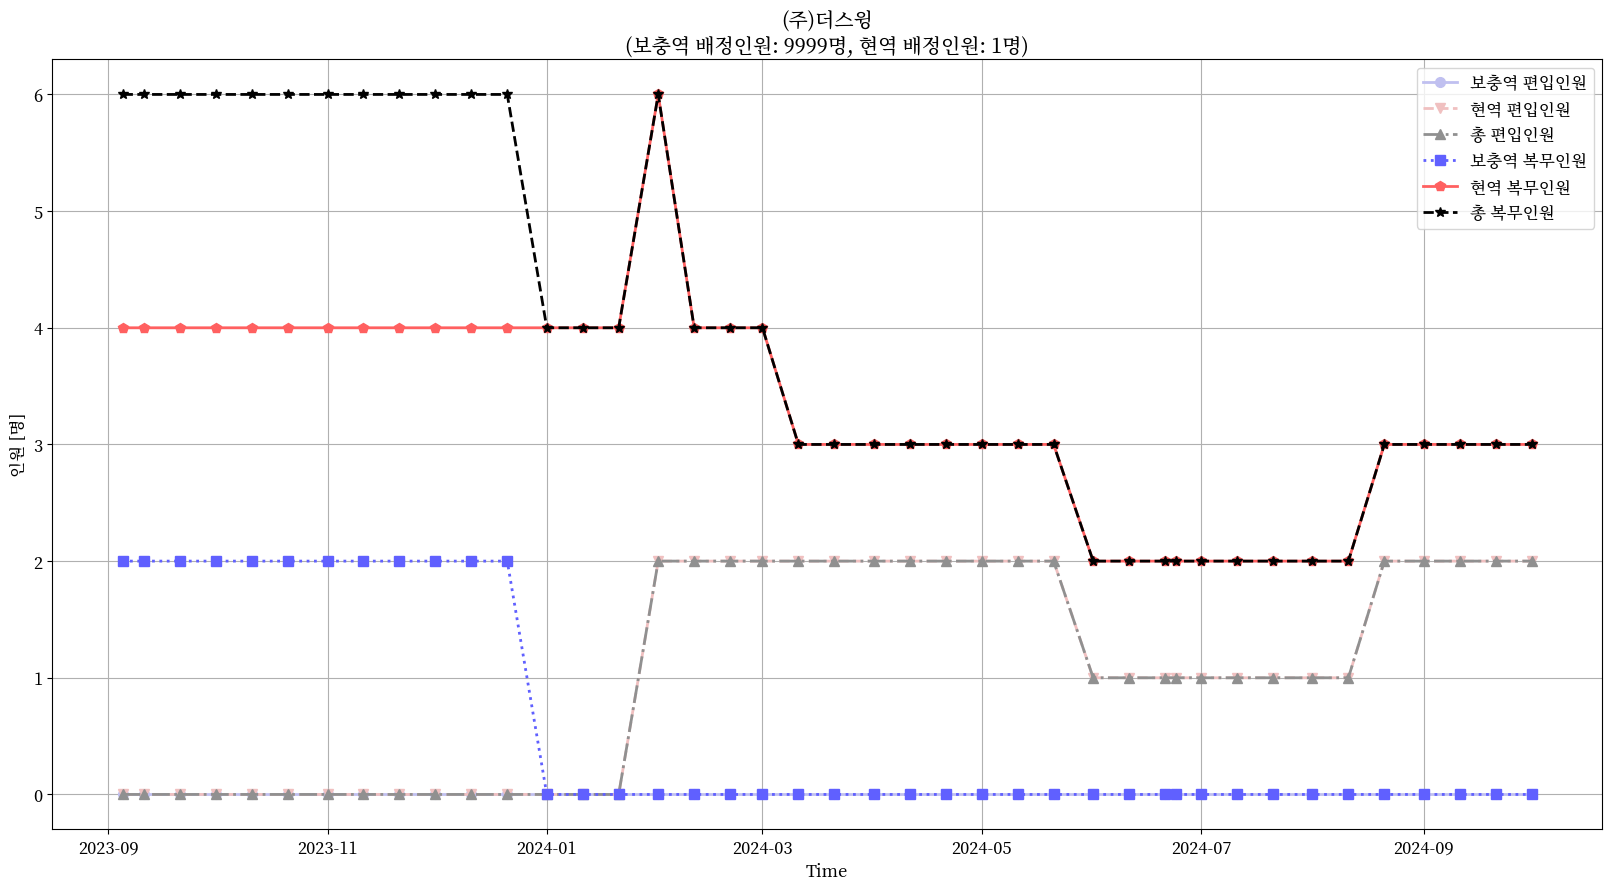 (주)더스윙
(보충역 배정인원: 9999명, 현역 배정인원: 1명)
보충역 편입인원
현역 편입인원
총 편입인원
보충역 복무인원
현역 복무인원
총 복무인원
인원 [명]
6
5
4
3
2
1
0
2023-09
2023-11
2024-01
2024-03
2024-05
2024-07
2024-09
Time